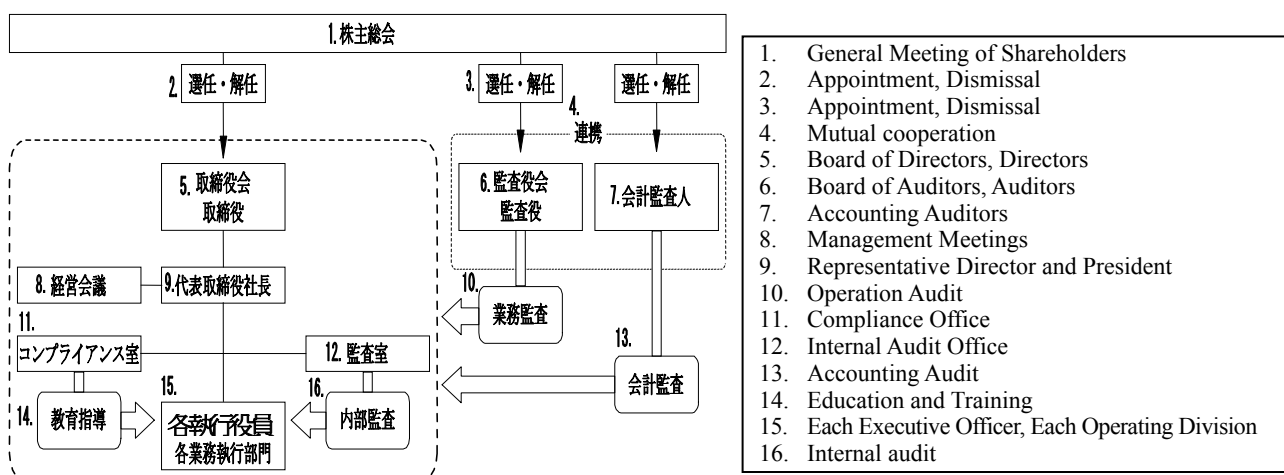 1. 株主総会
2. 選任・解任
3. 選任・解任
選任・解任
4.
連携
5. 取締役会
取締役
6. 監査役会
監査役
7. 会計監査人
8. 経営会議
9. 代表取締役社長
10.
業務監査
11.
コンプライアンス室
12. 監査室
13.
会計監査
14. 教育指導
15.
各執行役員
各業務執行部門
16.
内部監査
1. General Meeting of Shareholders
2. Appointment, Dismissal
3. Appointment, Dismissal
4. Mutual cooperation
5. Board of Directors, Directors
6. Board of Auditors, Auditors
7. Accounting Auditors
8. Management Meetings
9. Representative Director and President
10. Operation Audit
11. Compliance Office
12. Internal Audit Office
13. Accounting Audit
14. Education and Training
15. Each Executive Officer, Each Operating Division
16. Internal audit